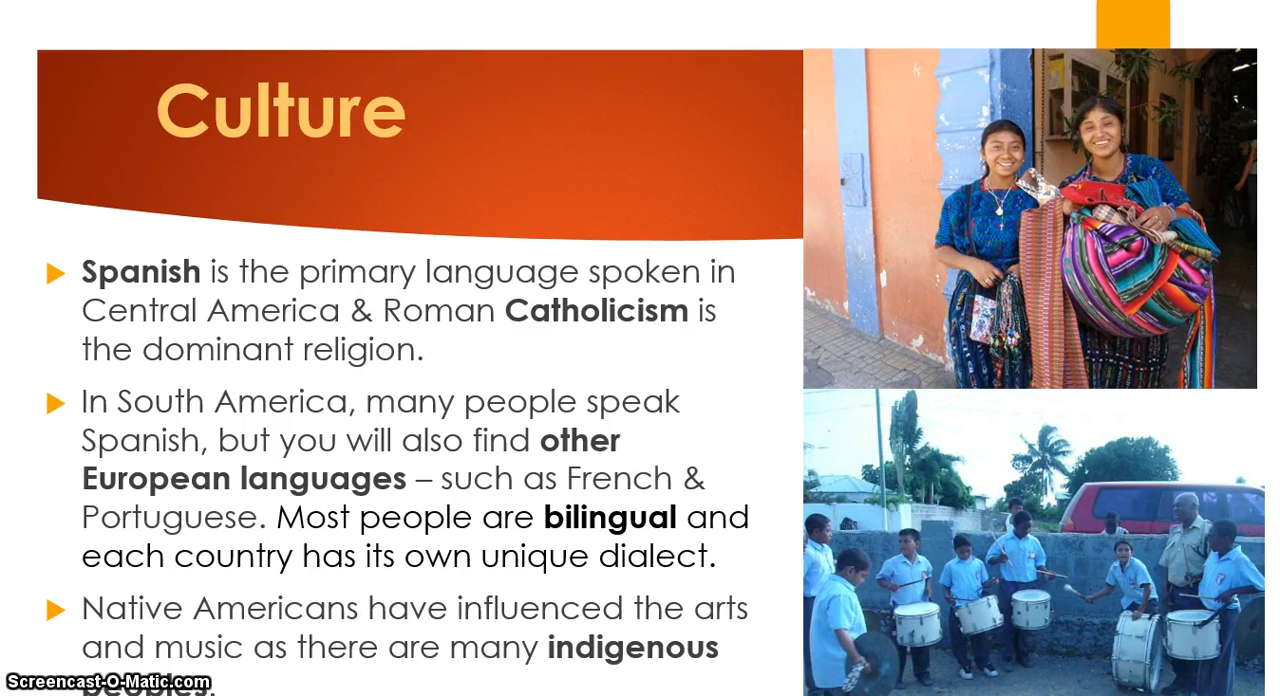 Culture
Spanish is the primary language spoken in
Central America & Roman Catholicism is
the dominant religion.
In South America, many people speak
Spanish, but you will also find other
European languages – such as French &
Portuguese. Most people are bilingual and
each country has its own unique dialect.
Native Americans have influenced the arts
and music as there are many indigenous
peoples.
Screencast-O-Matic.com